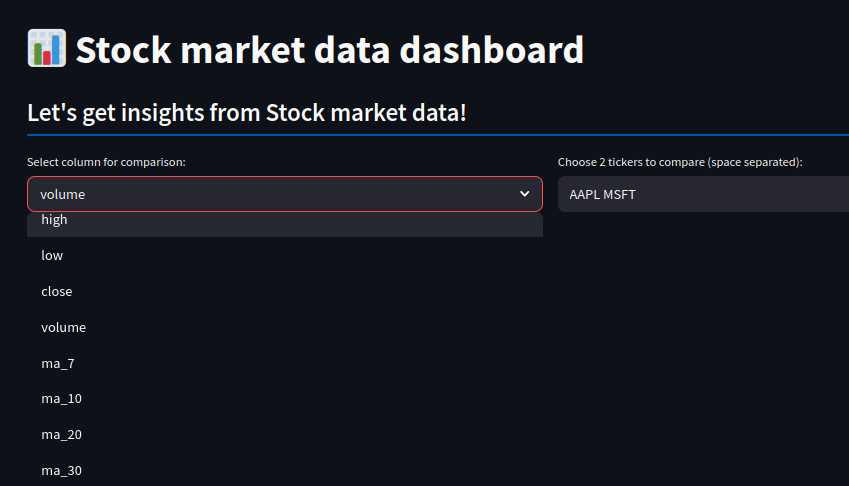 Stock market data dashboard
Let's get insights from Stock market data!
Select column for comparison:
Choose 2 tickers to compare (space separated):
volume
AAPL MSFT
high
low
close
volume
ma_7
ma_10
ma_20
ma_30